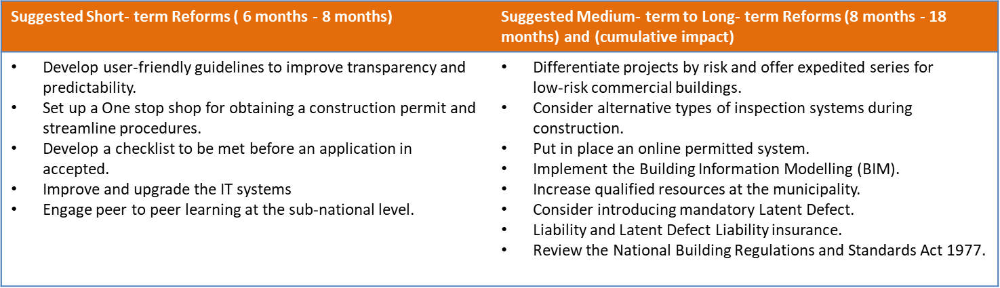 Suggested Short- term Reforms ( 6 months - 8 months)
Suggested Medium- term to Long- term Reforms (8 months - 18
months) and (cumulative impact)
• Develop user-friendly guidelines to improve transparency and
predictability.
• Set up a One stop shop for obtaining a construction permit and
streamline procedures.
• Develop a checklist to be met before an application in
accepted.
• Improve and upgrade the IT systems
• Engage peer to peer learning at the sub-national level.
• Differentiate projects by risk and offer expedited series for
low-risk commercial buildings.
• Consider alternative types of inspection systems during
construction.
• Put in place an online permitted system.
• Implement the Building Information Modelling (BIM).
• Increase qualified resources at the municipality.
• Consider introducing mandatory Latent Defect.
• Liability and Latent Defect Liability insurance.
• Review the National Building Regulations and Standards Act 1977.